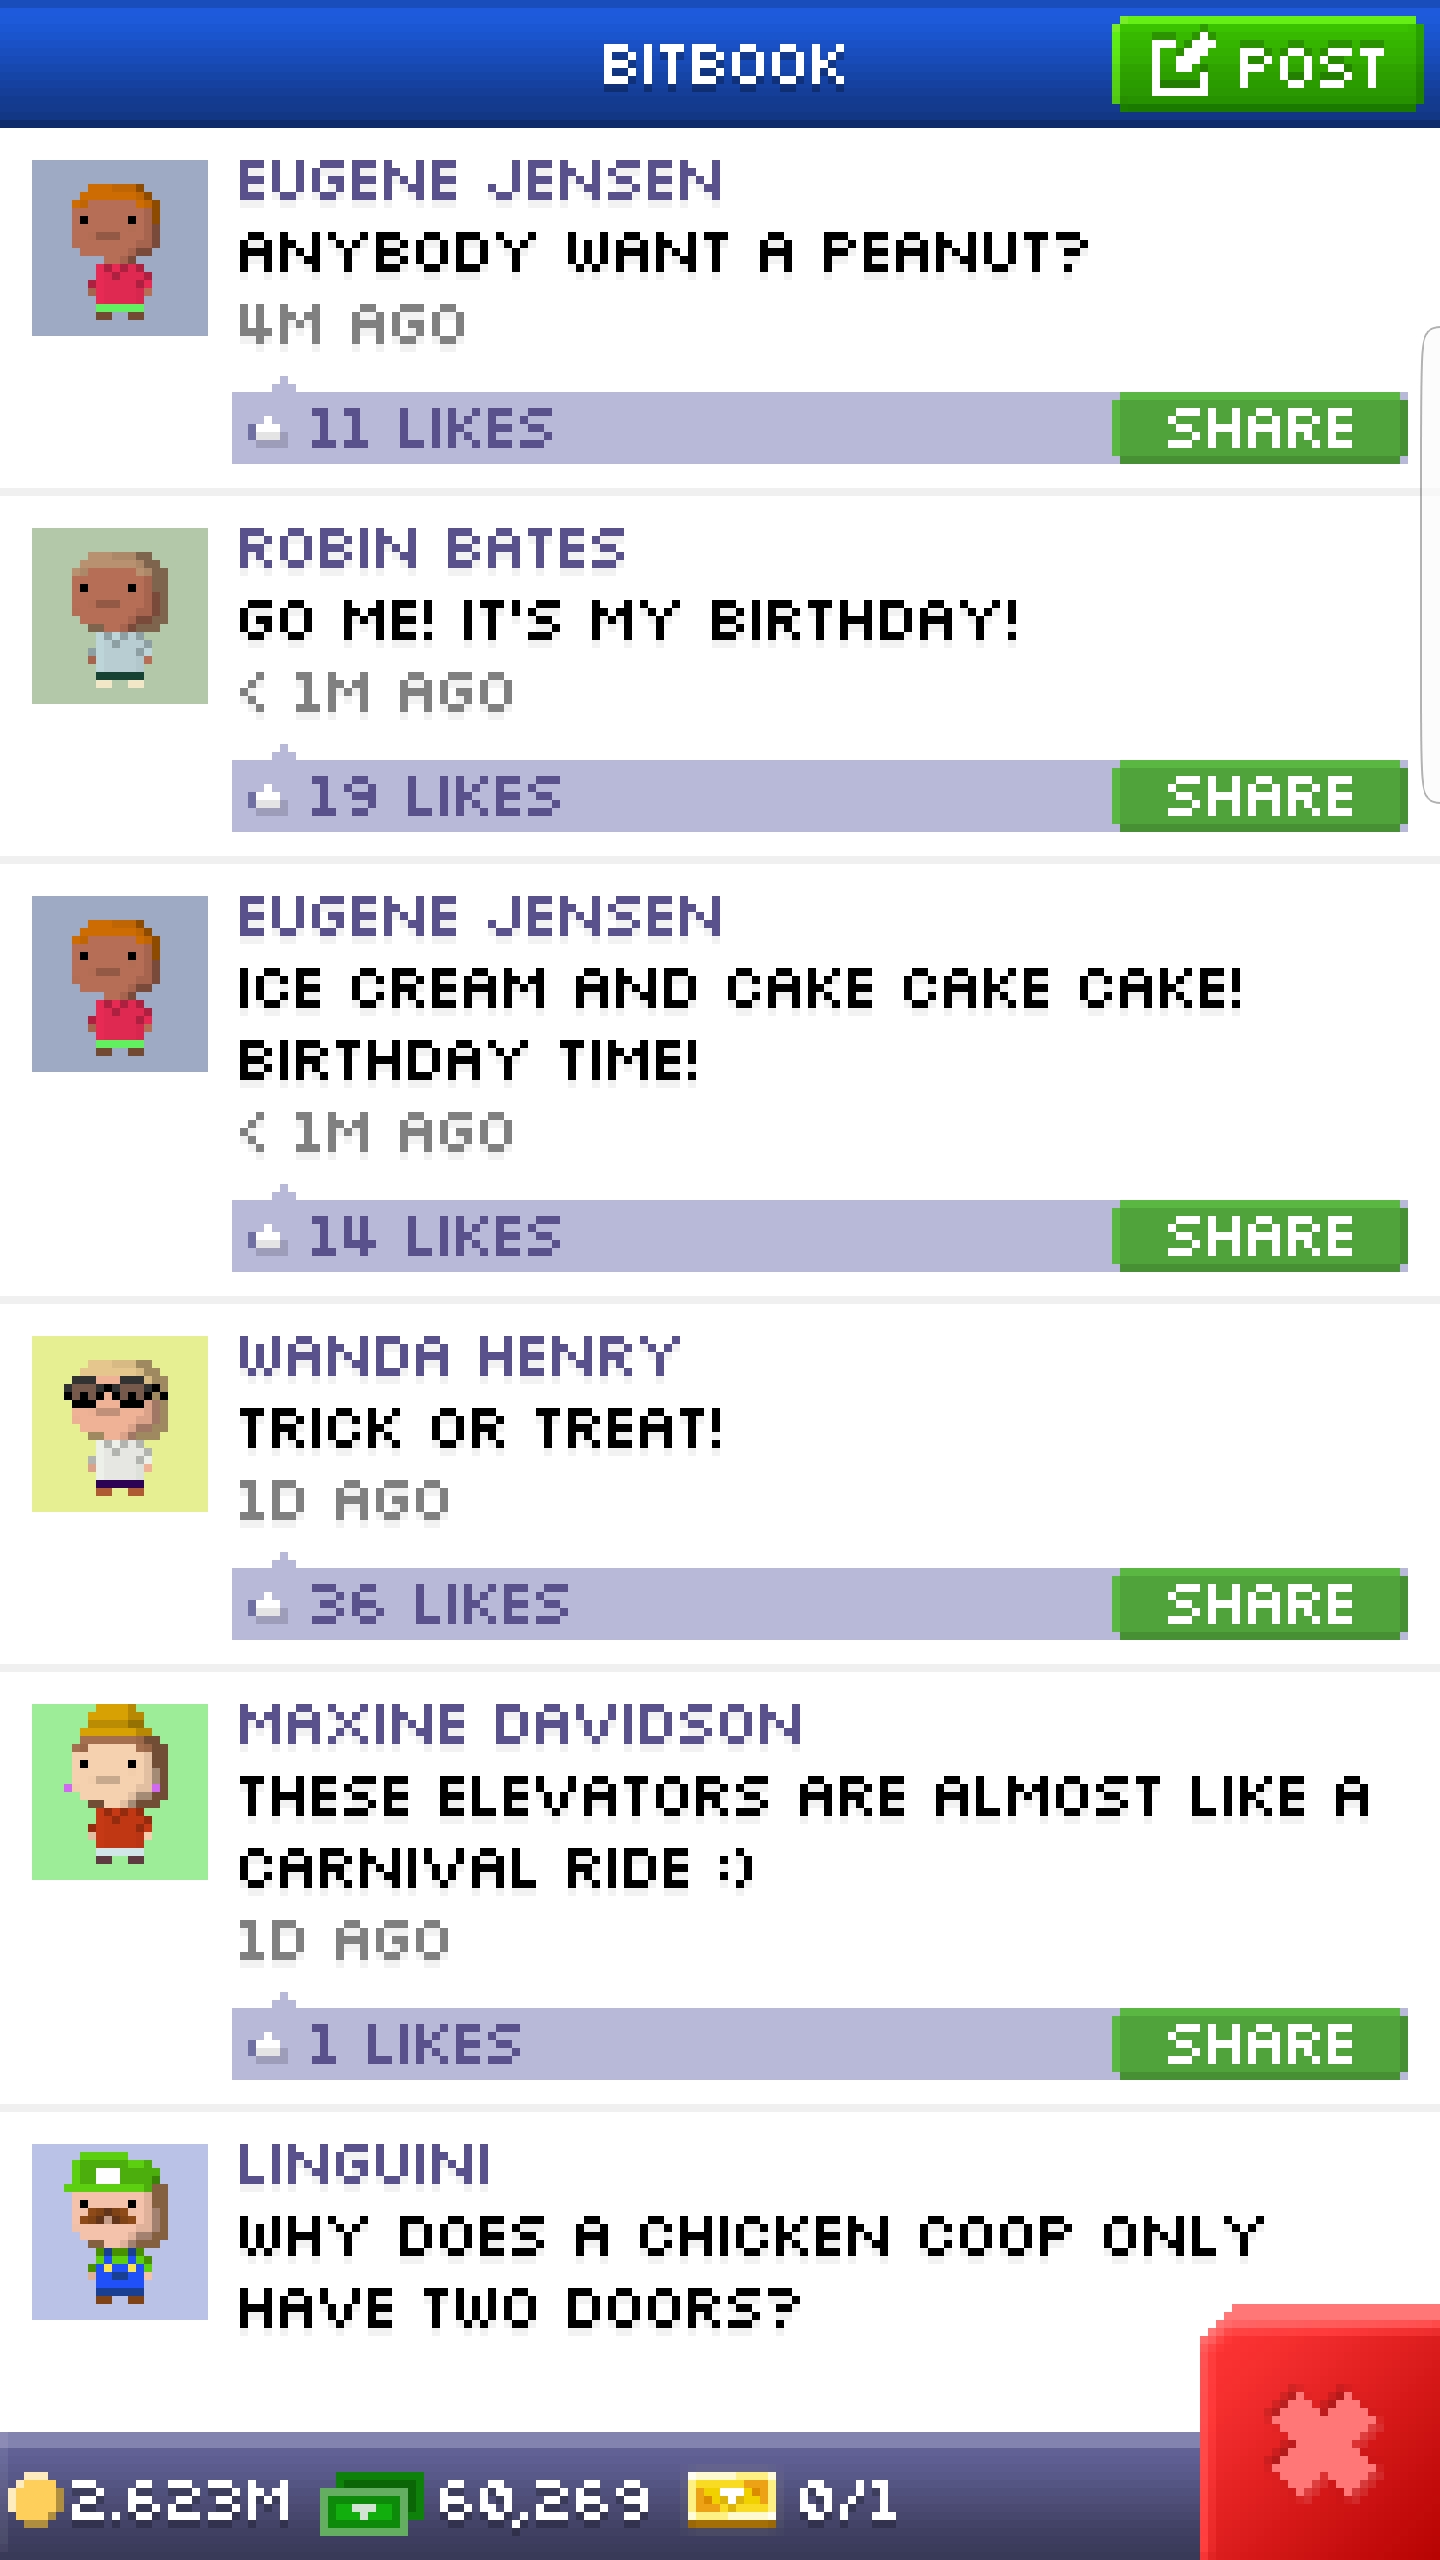 BITBOOK
POST
EUGENE JENSEN
ANYBODY WANT A PEANUT?
4M AGO
11 LIKES
SHARE
ROBIN BATES
GO ME! IT'S MY BIRTHDAY!
< 1M AGO
19 LIKES
SHARE
EUGENE JENSEN
ICE CREAM AND CAKE CAKE CAKE!
BIRTHDAY TIME!
< 1M AGO
14 LIKES
SHARE
WANDA HENRY
TRICK OR TREAT!
1D AGO
36 LIKES
SHARE
MAXINE DAVIDSON
THESE ELEVATORS ARE ALMOST LIKE A
CARNIVAL RIDE :)
1D AGO
1 LIKES
SHARE
LINGUINI
WHY DOES A CHICKEN COOP ONLY
HAVE TWO DOORS?
2.623M 60,269 0/1